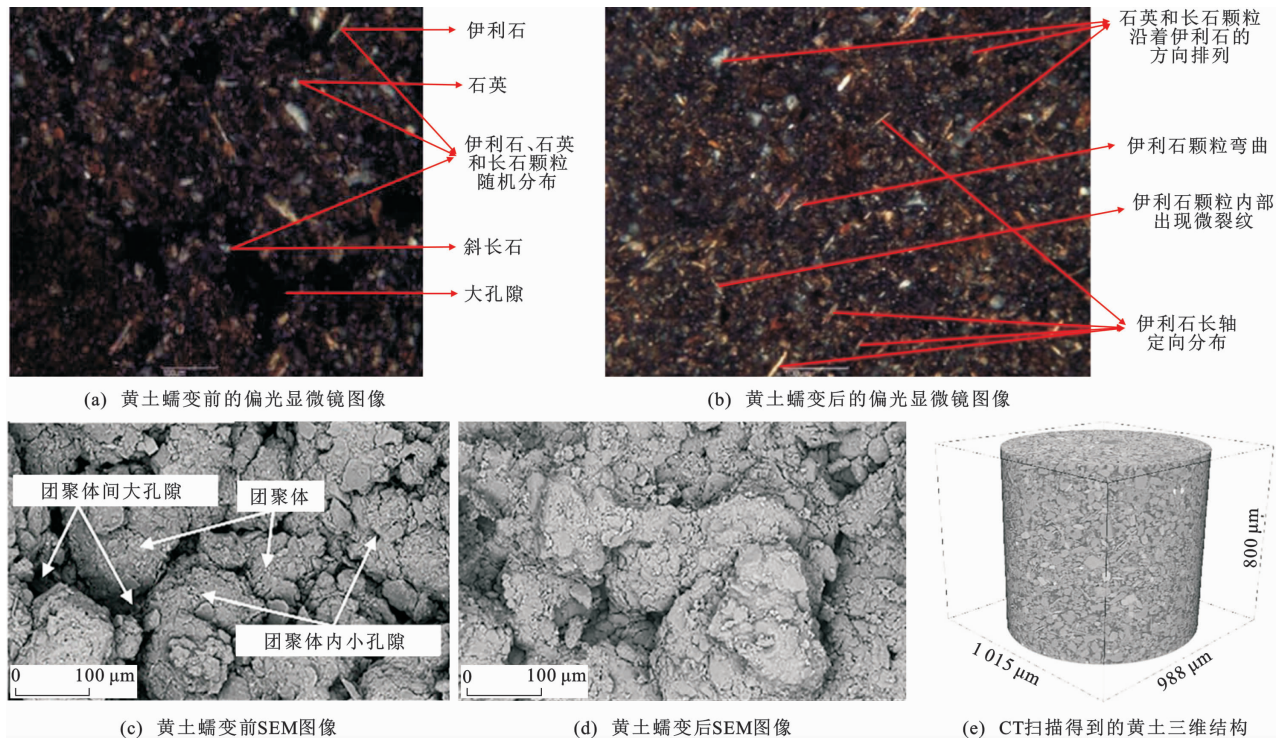 伊利石
石英
伊利石、石英
和长石颗粒
随机分布
斜长石
大孔隙
(a) 黄土蠕变前的偏光显微镜图像
石英和长石颗粒
沿着伊利石的
方向排列
伊利石颗粒弯曲
伊利石颗粒内部
出现微裂纹
伊利石长轴
定向分布
(b) 黄土蠕变后的偏光显微镜图像
团聚体间大孔隙
团聚体
团聚体内小孔隙
0 100 μm
(c) 黄土蠕变前SEM图像
0 100 μm
(d) 黄土蠕变后SEM图像
800 μm
1 015 μm
988 μm
(e) CT扫描得到的黄土三维结构